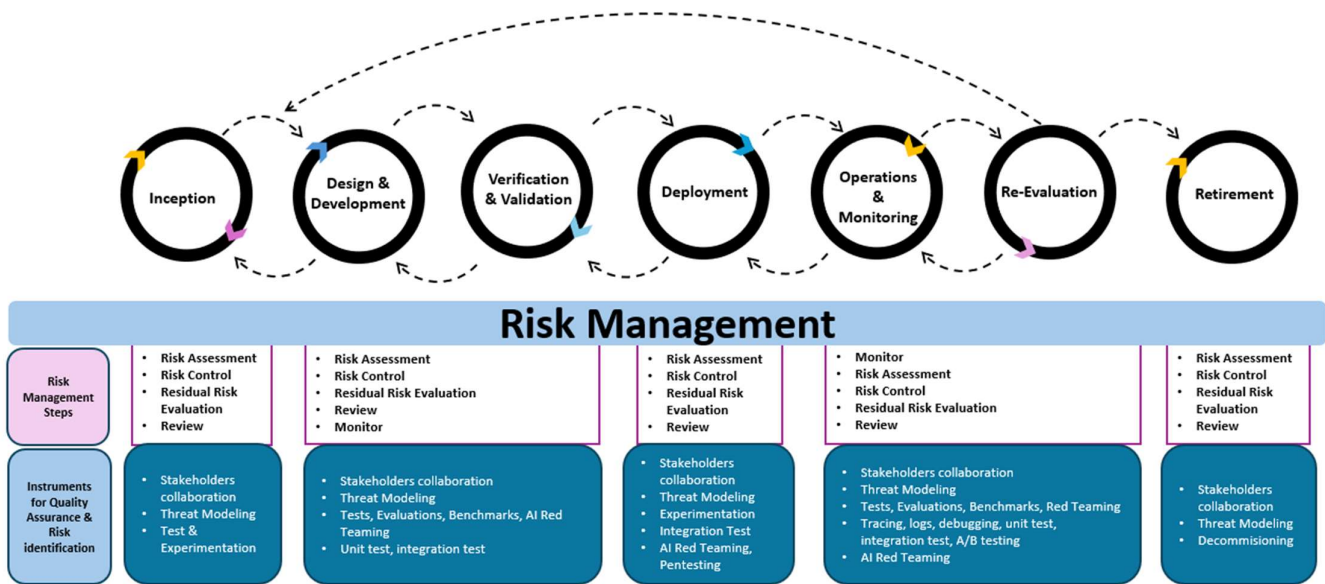 Inception
Design &
Development
Verification
& Validation
Deployment
Operations
&
Monitoring
Re-Evaluation
Retirement
Risk Management
Risk
Management
Steps
• Risk Assessment
• Risk Control
• Residual Risk
Evaluation
• Review
• Risk Assessment
• Risk Control
• Residual Risk Evaluation
• Review
• Monitor
• Risk Assessment
• Risk Control
• Residual Risk
Evaluation
• Review
• Monitor
• Risk Assessment
• Risk Control
• Residual Risk Evaluation
• Review
• Risk Assessment
• Risk Control
• Residual Risk
Evaluation
• Review
Instruments
for Quality
Assurance &
Risk
identification
• Stakeholders
collaboration
• Threat Modeling
• Test &
Experimentation
• Stakeholders collaboration
• Threat Modeling
• Tests, Evaluations, Benchmarks, AI Red
Teaming
• Unit test, integration test
• Stakeholders
collaboration
• Threat Modeling
• Experimentation
• Integration Test
• AI Red Teaming,
Pentesting
• Stakeholders collaboration
• Threat Modeling
• Tests, Evaluations, Benchmarks, Red Teaming
• Tracing, logs, debugging, unit test,
integration test, A/B testing
• AI Red Teaming
• Stakeholders
collaboration
• Threat Modeling
• Decommisioning